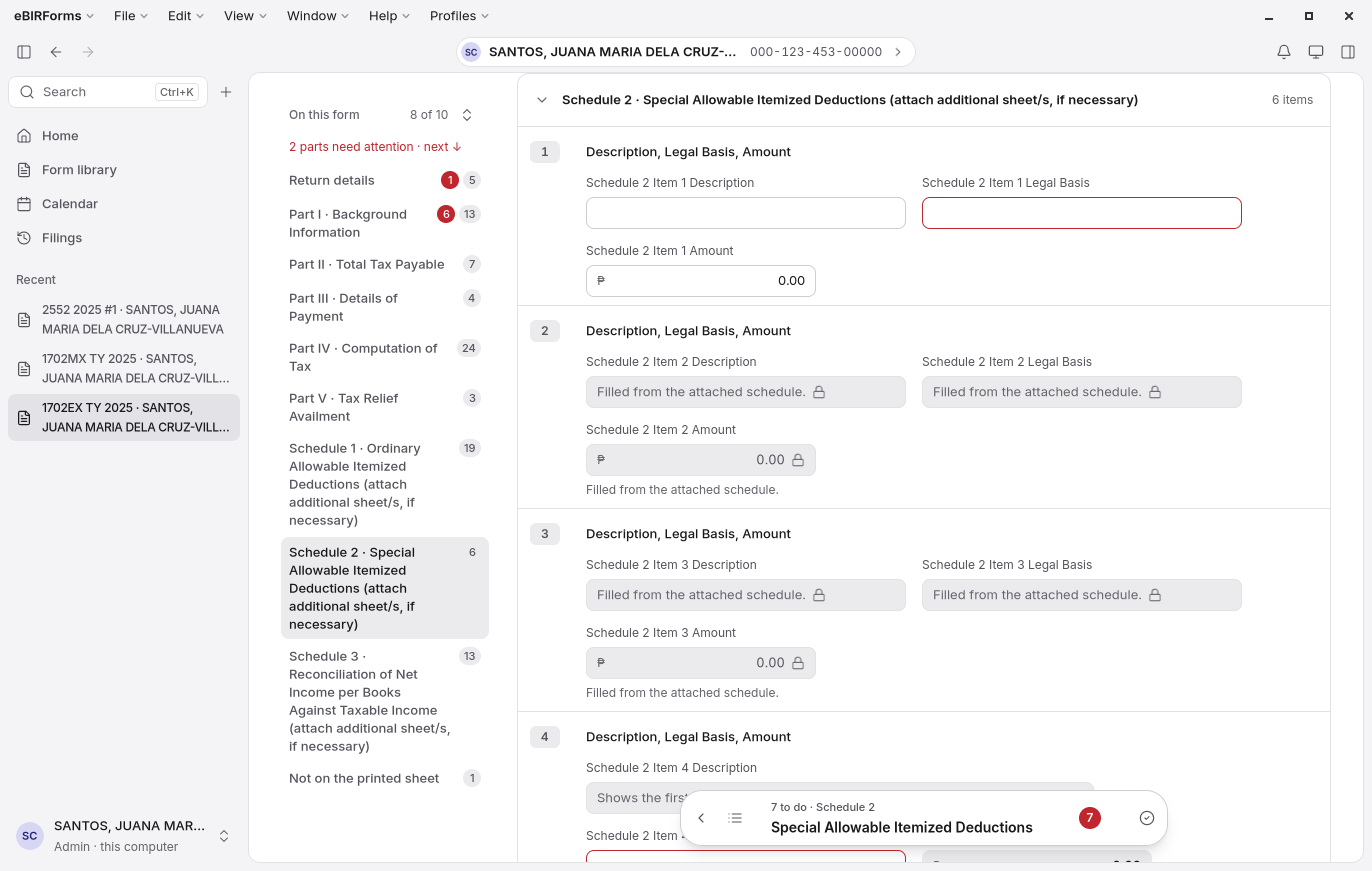 eBIRForms File Edit View Window Help Profiles
SC SANTOS, JUANA MARIA DELA CRUZ-... 000-123-453-00000
Search Ctrl+K
Home
Form library
Calendar
Filings
Recent
2552 2025 #1 · SANTOS, JUANA
MARIA DELA CRUZ-VILLANUEVA
1702MX TY 2025 · SANTOS,
JUANA MARIA DELA CRUZ-VILL...
1702EX TY 2025 · SANTOS,
JUANA MARIA DELA CRUZ-VILL...
SC SANTOS, JUANA MAR...
Admin · this computer
On this form 8 of 10
2 parts need attention · next ↓
Return details 1 5
Part I · Background 6 13
Information
Part II · Total Tax Payable 7
Part III · Details of 4
Payment
Part IV · Computation of 24
Tax
Part V · Tax Relief 3
Availment
Schedule 1 · Ordinary 19
Allowable Itemized
Deductions (attach
additional sheet/s, if
necessary)
Schedule 2 · Special 6
Allowable Itemized
Deductions (attach
additional sheet/s, if
necessary)
Schedule 3 · 13
Reconciliation of Net
Income per Books
Against Taxable Income
(attach additional sheet/s,
if necessary)
Not on the printed sheet 1
Schedule 2 · Special Allowable Itemized Deductions (attach additional sheet/s, if necessary) 6 items
1 Description, Legal Basis, Amount
Schedule 2 Item 1 Description Schedule 2 Item 1 Legal Basis
Schedule 2 Item 1 Amount
₱ 0.00
2 Description, Legal Basis, Amount
Schedule 2 Item 2 Description Schedule 2 Item 2 Legal Basis
Filled from the attached schedule. Filled from the attached schedule.
Schedule 2 Item 2 Amount
₱ 0.00
Filled from the attached schedule.
3 Description, Legal Basis, Amount
Schedule 2 Item 3 Description Schedule 2 Item 3 Legal Basis
Filled from the attached schedule. Filled from the attached schedule.
Schedule 2 Item 3 Amount
₱ 0.00
Filled from the attached schedule.
4 Description, Legal Basis, Amount
Schedule 2 Item 4 Description
Shows the first
Schedule 2 Item
7 to do · Schedule 2
Special Allowable Itemized Deductions 7